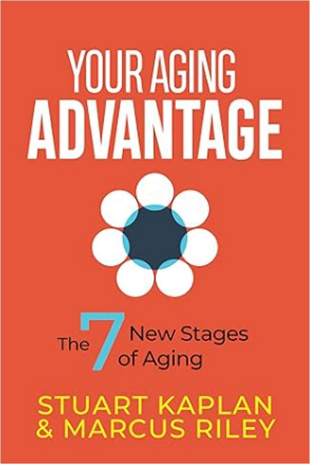 YOUR AGING
ADVANTAGE
The 7 New Stages
of Aging
STUART KAPLAN
& MARCUS RILEY